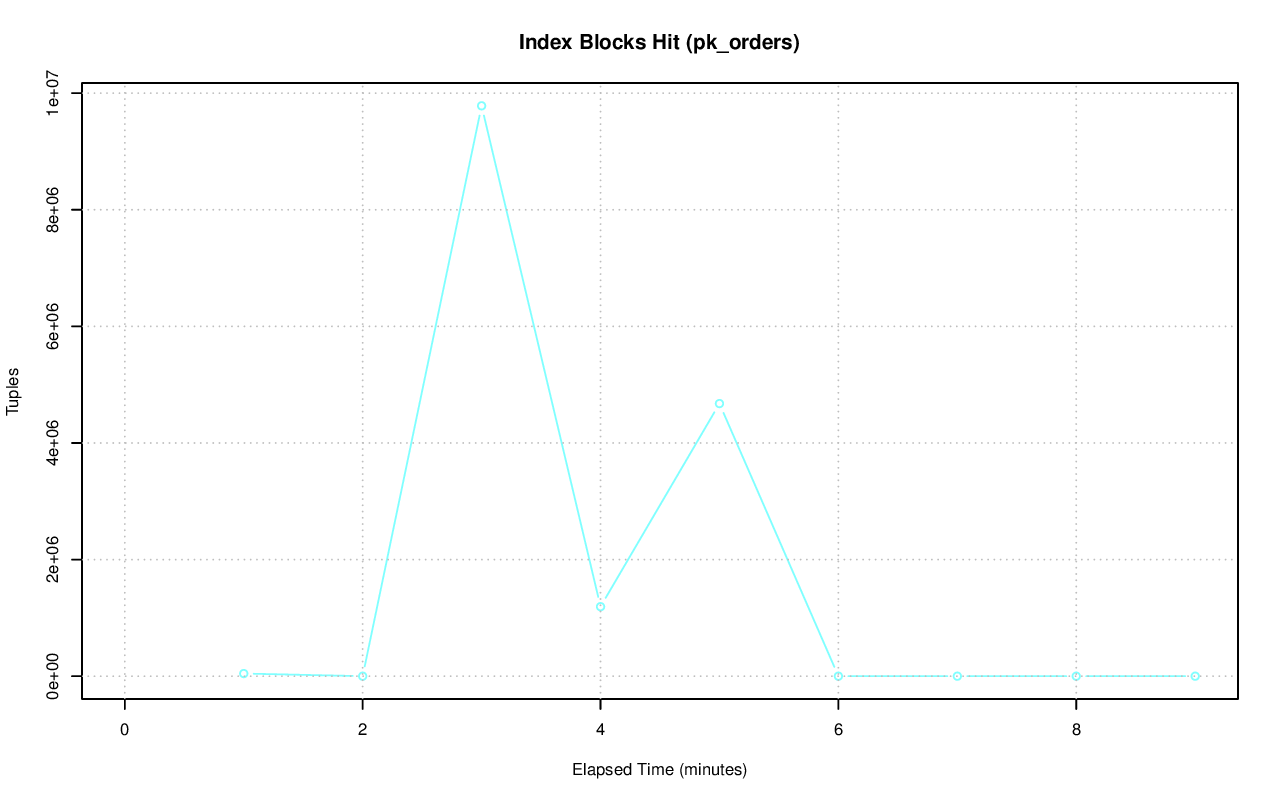 Index Blocks Hit (pk_orders)
1e+07
8e+06
6e+06
4e+06
2e+06
0e+00
Tuples
0 2 4 6 8
Elapsed Time (minutes)